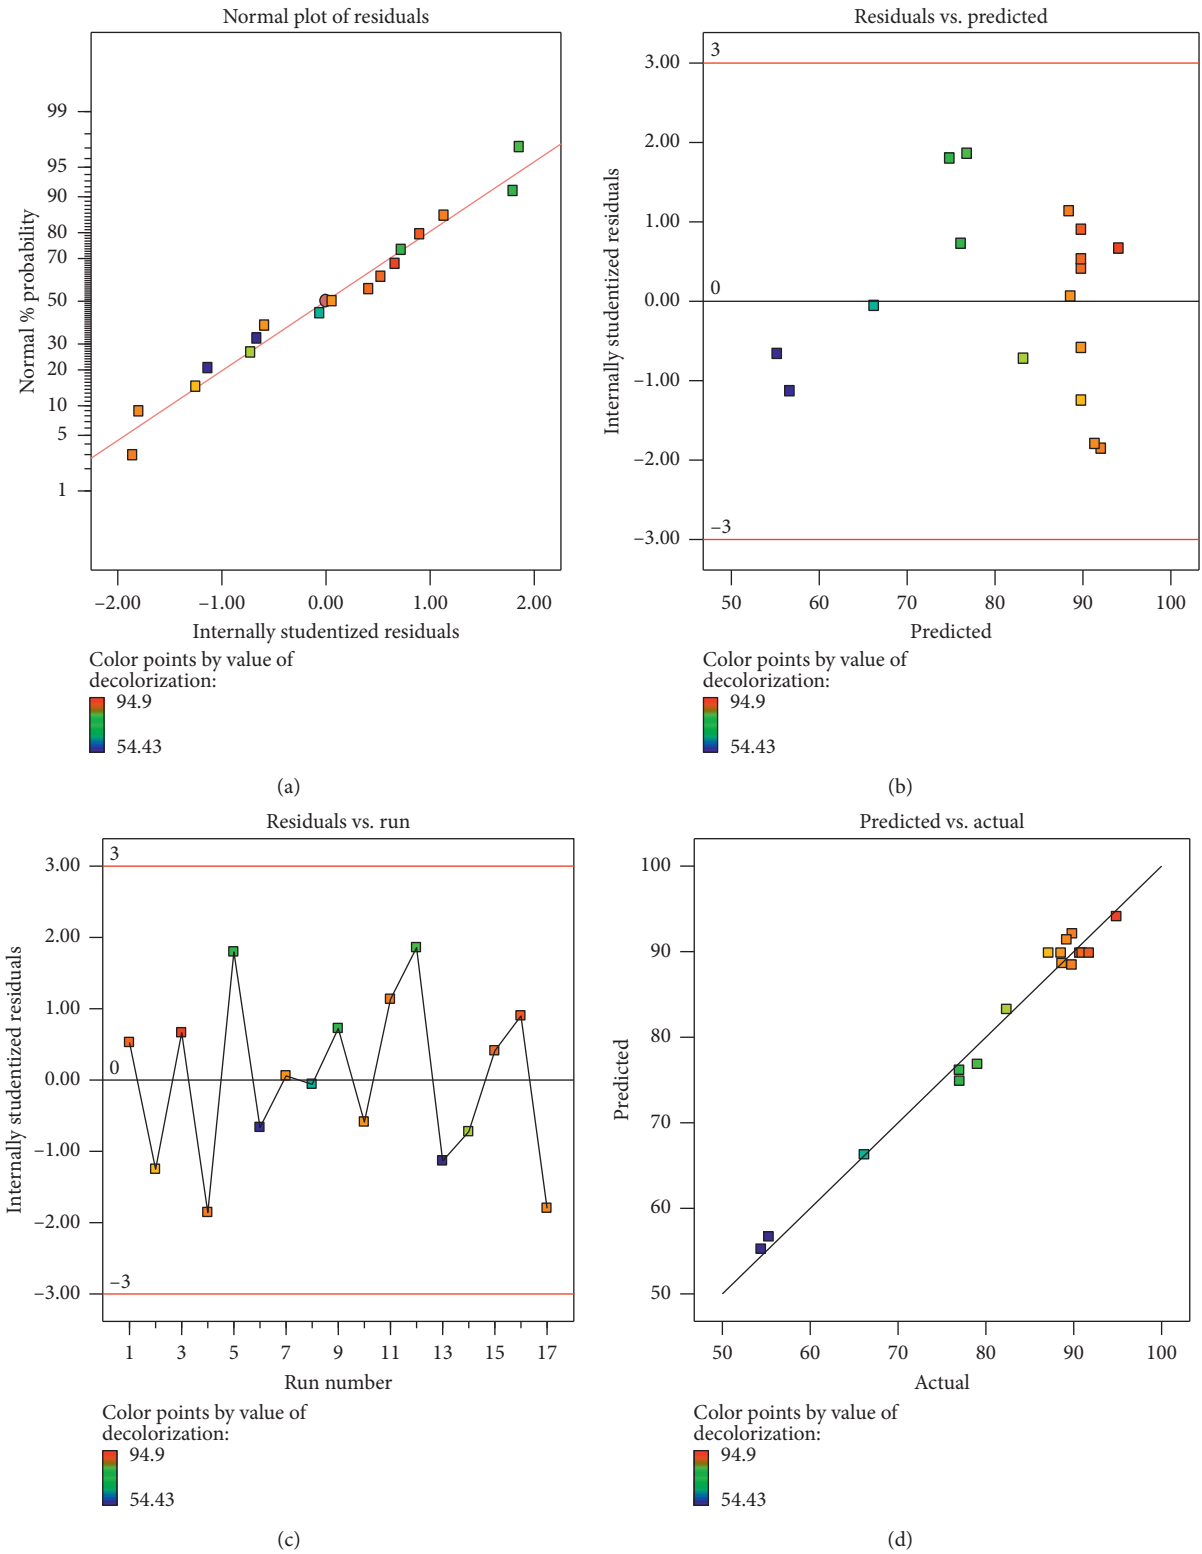 Normal plot of residuals
Normal % probability
99
95
90
80
70
50
30
20
10
5
1
−2.00 −1.00 0.00 1.00 2.00
Internally studentized residuals
Color points by value of
decolorization:
94.9
54.43
(a)
Residuals vs. predicted
Internally studentized residuals
3.00
2.00
1.00
0.00
−1.00
−2.00
−3.00
3
0
−3
50 60 70 80 90 100
Predicted
Color points by value of
decolorization:
94.9
54.43
(b)
Residuals vs. run
Internally studentized residuals
3.00
2.00
1.00
0.00
−1.00
−2.00
−3.00
3
0
−3
1 3 5 7 9 11 13 15 17
Run number
Color points by value of
decolorization:
94.9
54.43
(c)
Predicted vs. actual
Predicted
100
90
80
70
60
50
50 60 70 80 90 100
Actual
Color points by value of
decolorization:
94.9
54.43
(d)